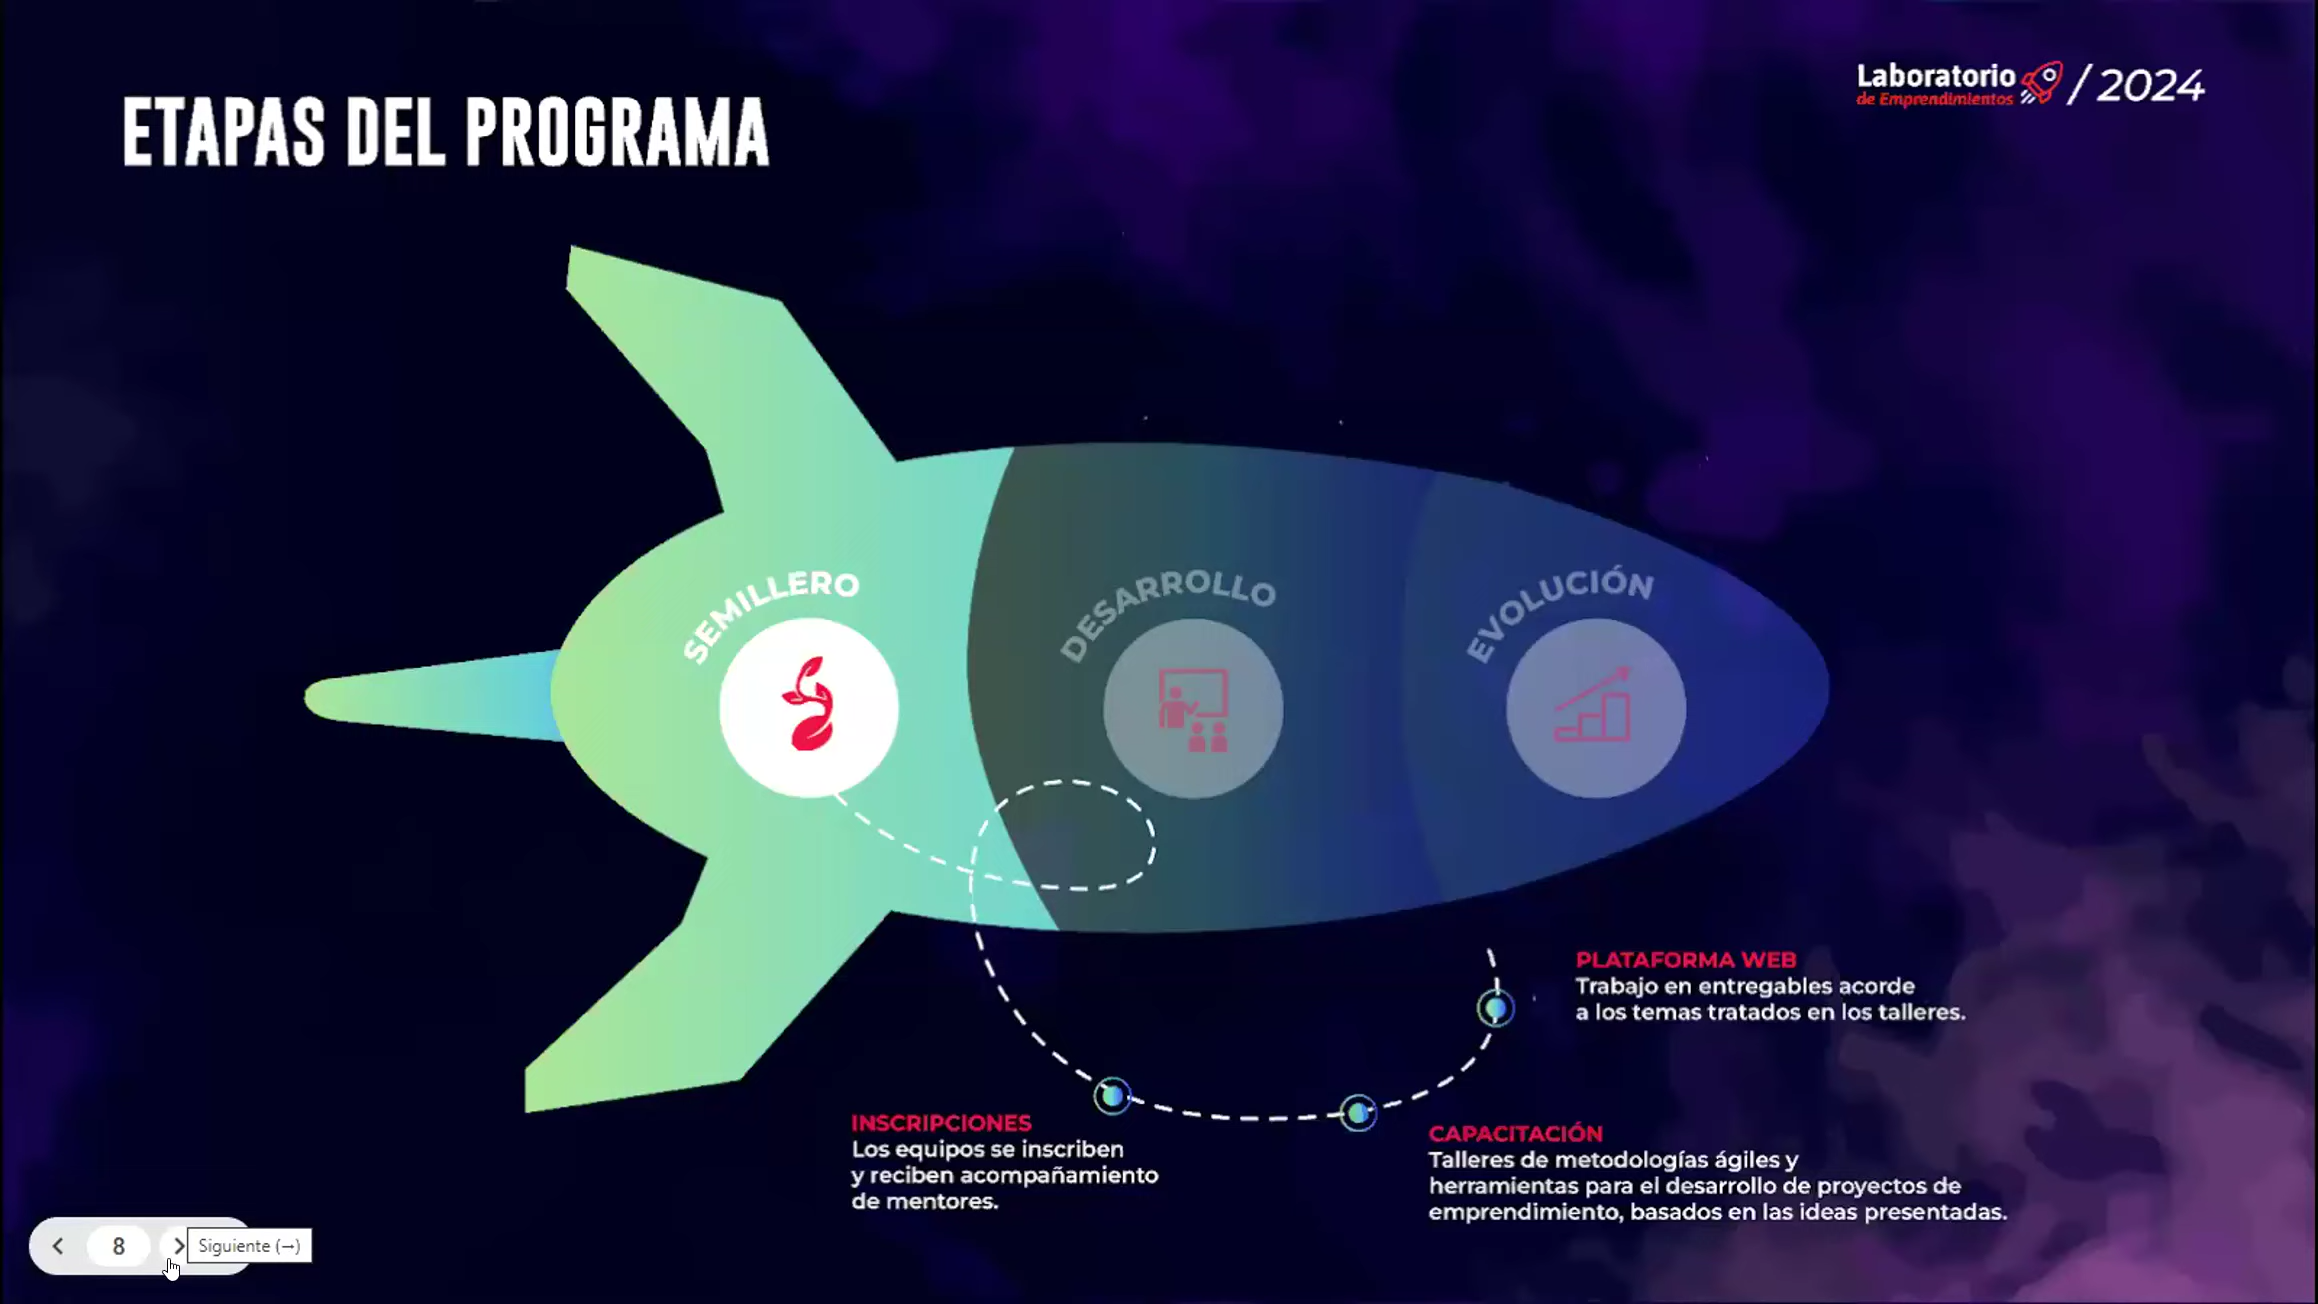 ETAPAS DEL PROGRAMA
Laboratorio
de Emprendimientos
/ 2024
SEMILLERO
DESARROLLO
EVOLUCIÓN
PLATAFORMA WEB
Trabajo en entregables acorde
a los temas tratados en los talleres.
INSCRIPCIONES
Los equipos se inscriben
y reciben acompañamiento
de mentores.
CAPACITACIÓN
Talleres de metodologías ágiles y
herramientas para el desarrollo de proyectos de
emprendimiento, basados en las ideas presentadas.
8
Siguiente (→)